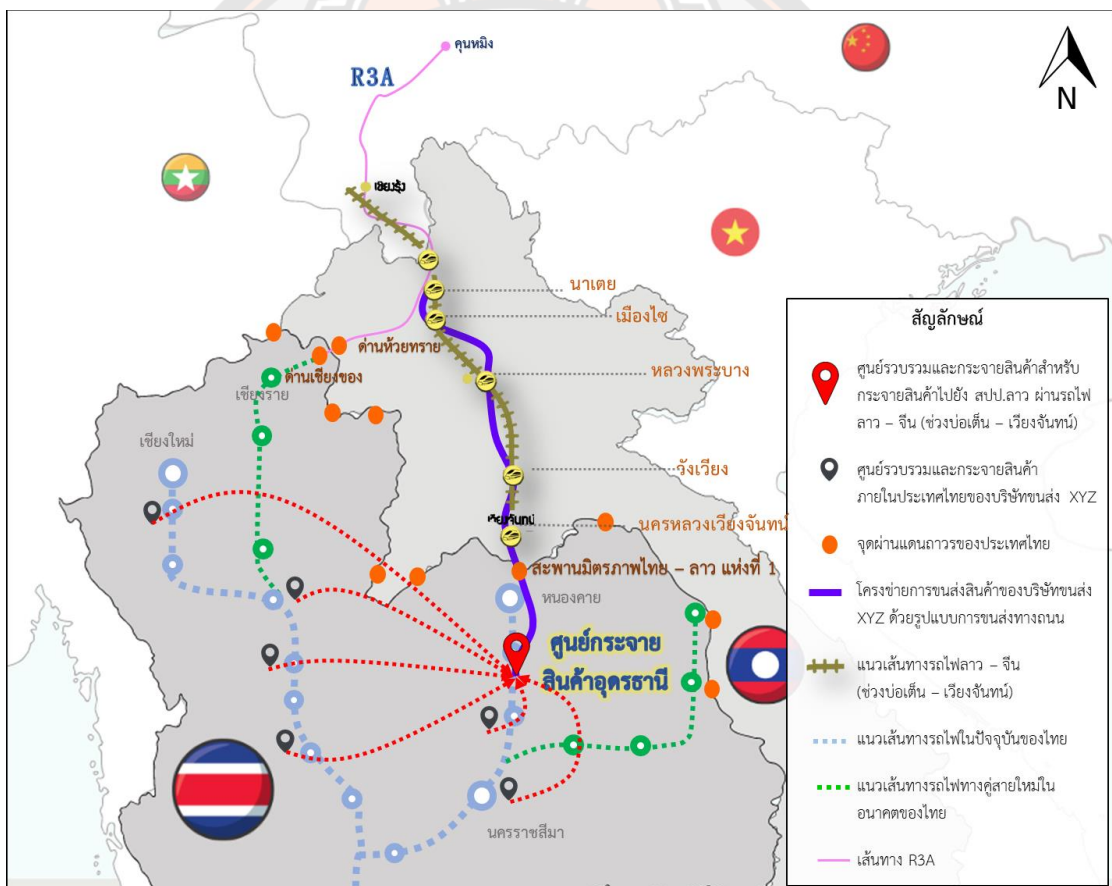 คุนหมิง
R3A
N
เชียงรุ้ง
นาเตย
เมืองไซ
ด่านห้วยทราย
หลวงพระบาง
ด่านเชียงของ
เชียงราย
เชียงใหม่
วังเวียง
เวียงจันทน์
นครหลวงเวียงจันทน์
สะพานมิตรภาพไทย – ลาว แห่งที่ 1
หนองคาย
ศูนย์กระจาย
สินค้าอุดรธานี
นครราชสีมา
สัญลักษณ์
ศูนย์รวบรวมและกระจายสินค้าสำหรับ
กระจายสินค้าไปยัง สปป.ลาว ผ่านรถไฟ
ลาว – จีน (ช่วงบ่อเต็น – เวียงจันทน์)
ศูนย์รวบรวมและกระจายสินค้า
ภายในประเทศไทยของบริษัทขนส่ง XYZ
จุดผ่านแดนถาวรของประเทศไทย
โครงข่ายการขนส่งสินค้าของบริษัทขนส่ง
XYZ ด้วยรูปแบบการขนส่งทางถนน
แนวเส้นทางรถไฟลาว – จีน
(ช่วงบ่อเต็น – เวียงจันทน์)
แนวเส้นทางรถไฟในปัจจุบันของไทย
แนวเส้นทางรถไฟทางคู่สายใหม่ใน
อนาคตของไทย
เส้นทาง R3A